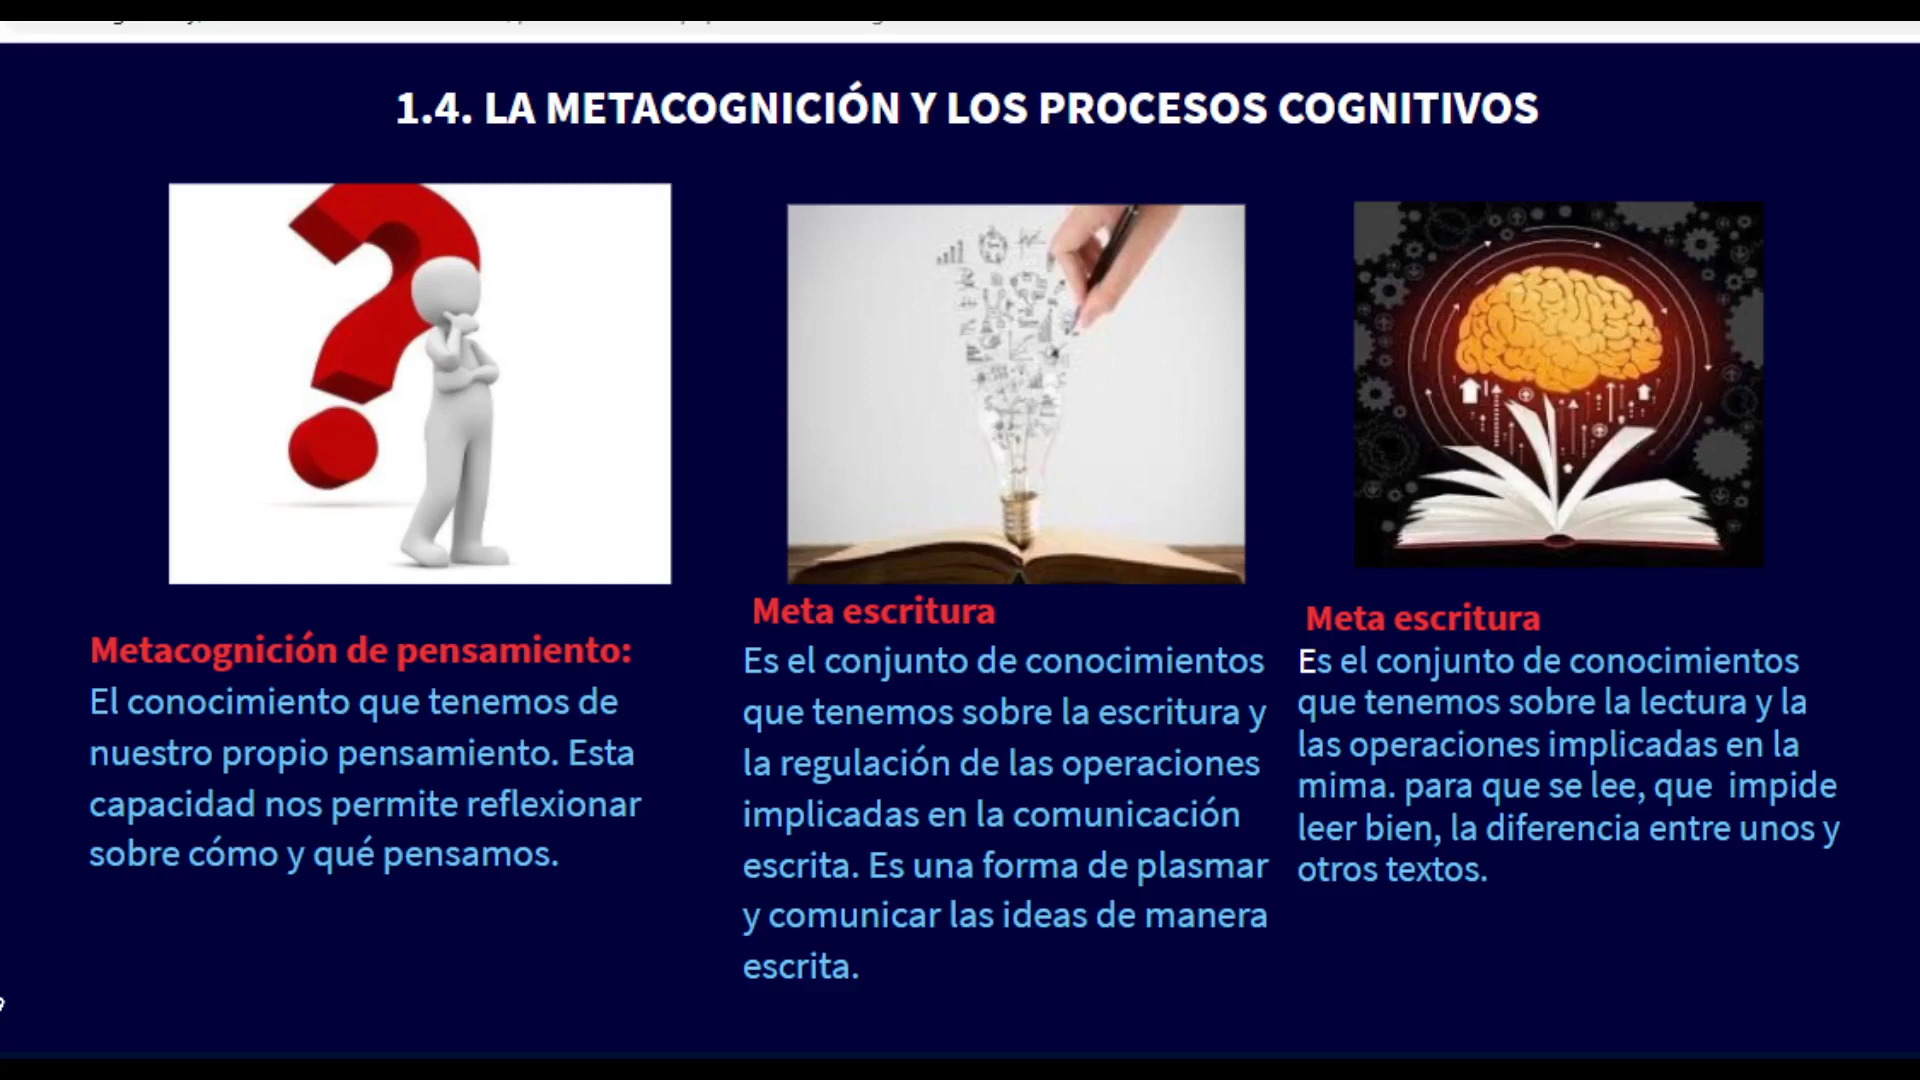 1.4. LA METACOGNICIÓN Y LOS PROCESOS COGNITIVOS
Metacognición de pensamiento:
El conocimiento que tenemos de
nuestro propio pensamiento. Esta
capacidad nos permite reflexionar
sobre cómo y qué pensamos.
Meta escritura
Es el conjunto de conocimientos
que tenemos sobre la escritura y
la regulación de las operaciones
implicadas en la comunicación
escrita. Es una forma de plasmar
y comunicar las ideas de manera
escrita.
Meta escritura
Es el conjunto de conocimientos
que tenemos sobre la lectura y la
las operaciones implicadas en la
mima. para que se lee, que impide
leer bien, la diferencia entre unos y
otros textos.